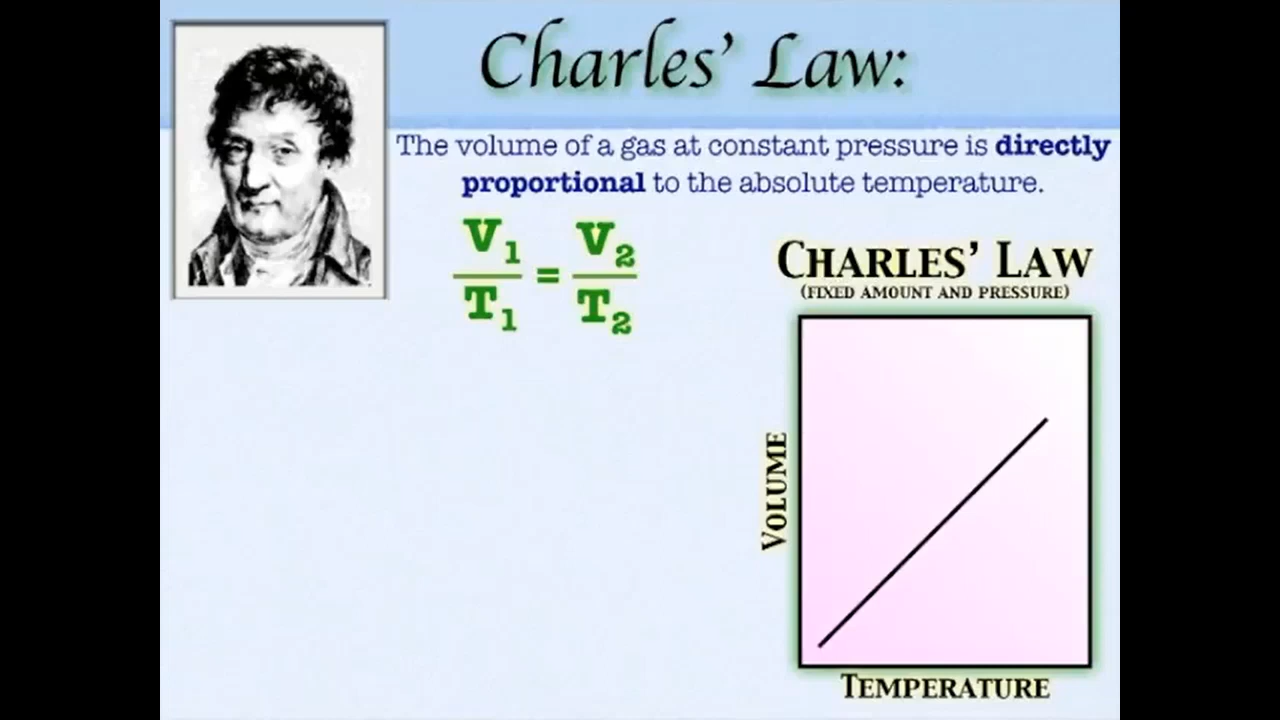 Charles' Law:
The volume of a gas at constant pressure is directly
proportional to the absolute temperature.
V₁ = V₂
T₁ T₂
CHARLES' LAW
(FIXED AMOUNT AND PRESSURE)
VOLUME
TEMPERATURE